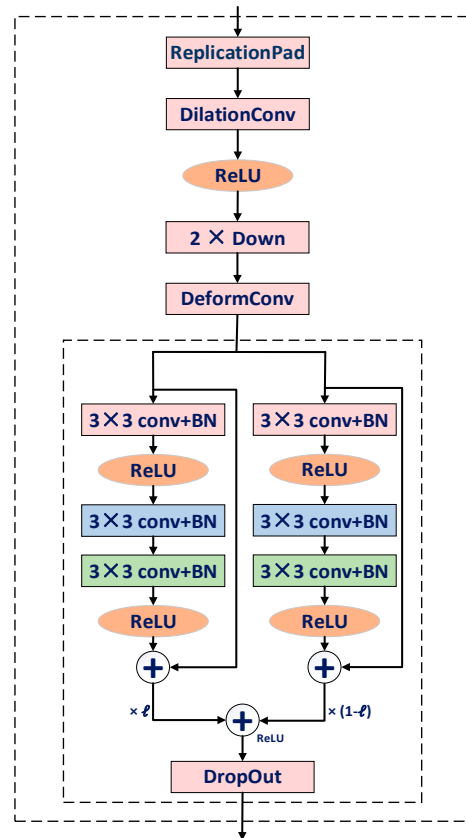 ReplicationPad
DilationConv
ReLU
2 × Down
DeformConv
3×3 conv+BN
3×3 conv+BN
ReLU
ReLU
3×3 conv+BN
3×3 conv+BN
3×3 conv+BN
3×3 conv+BN
ReLU
ReLU
+
+
× ℓ
× (1-ℓ)
+
ReLU
DropOut